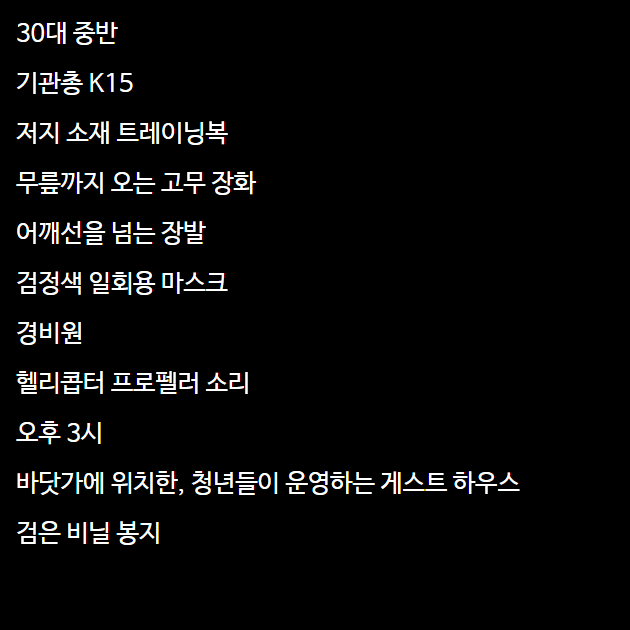 30대 중반
기관총 K15
저지 소재 트레이닝복
무릎까지 오는 고무 장화
어깨선을 넘는 장발
검정색 일회용 마스크
경비원
헬리콥터 프로펠러 소리
오후 3시
바닷가에 위치한, 청년들이 운영하는 게스트 하우스
검은 비닐 봉지